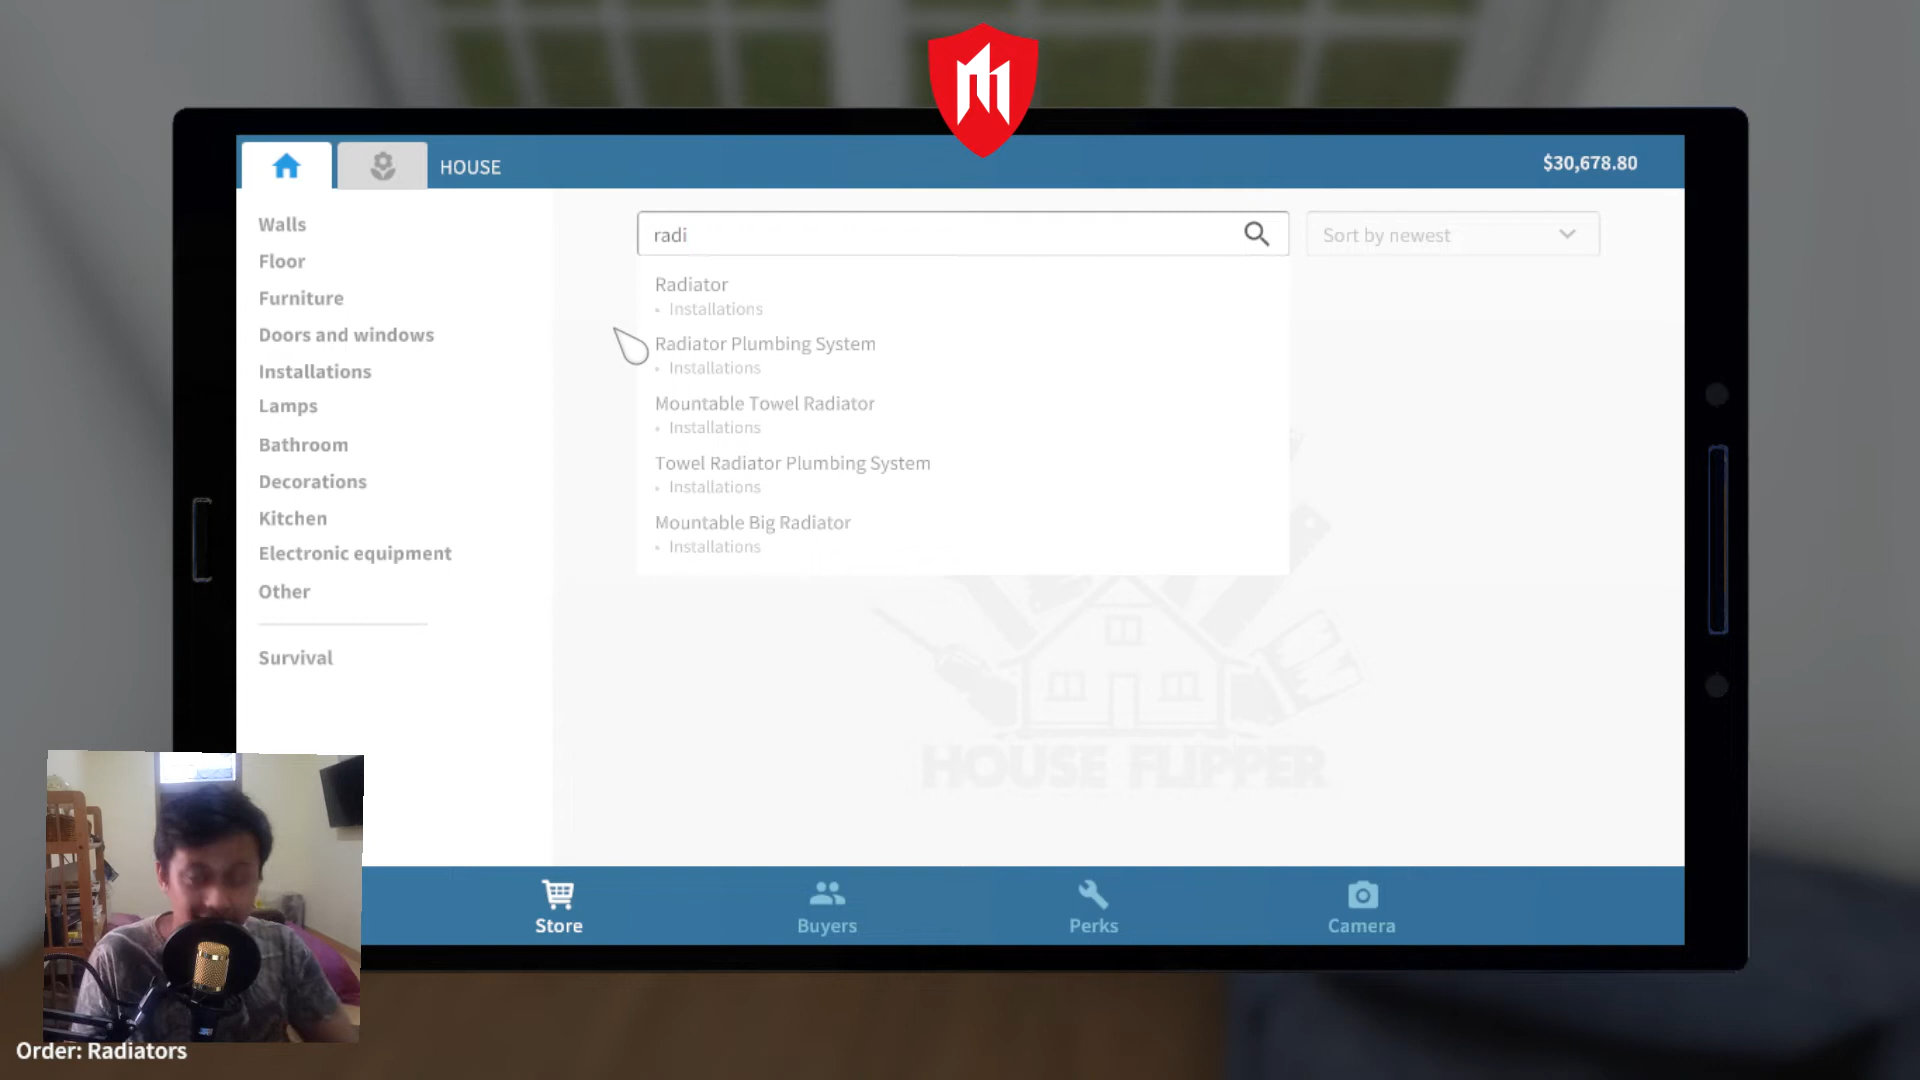 HOUSE
$30,678.80
Walls
Floor
Furniture
Doors and windows
Installations
Lamps
Bathroom
Decorations
Kitchen
Electronic equipment
Other
Survival
radi
Sort by newest
Radiator
• Installations
Radiator Plumbing System
• Installations
Mountable Towel Radiator
• Installations
Towel Radiator Plumbing System
• Installations
Mountable Big Radiator
• Installations
HOUSE FLIPPER
Store
Buyers
Perks
Camera
Order: Radiators